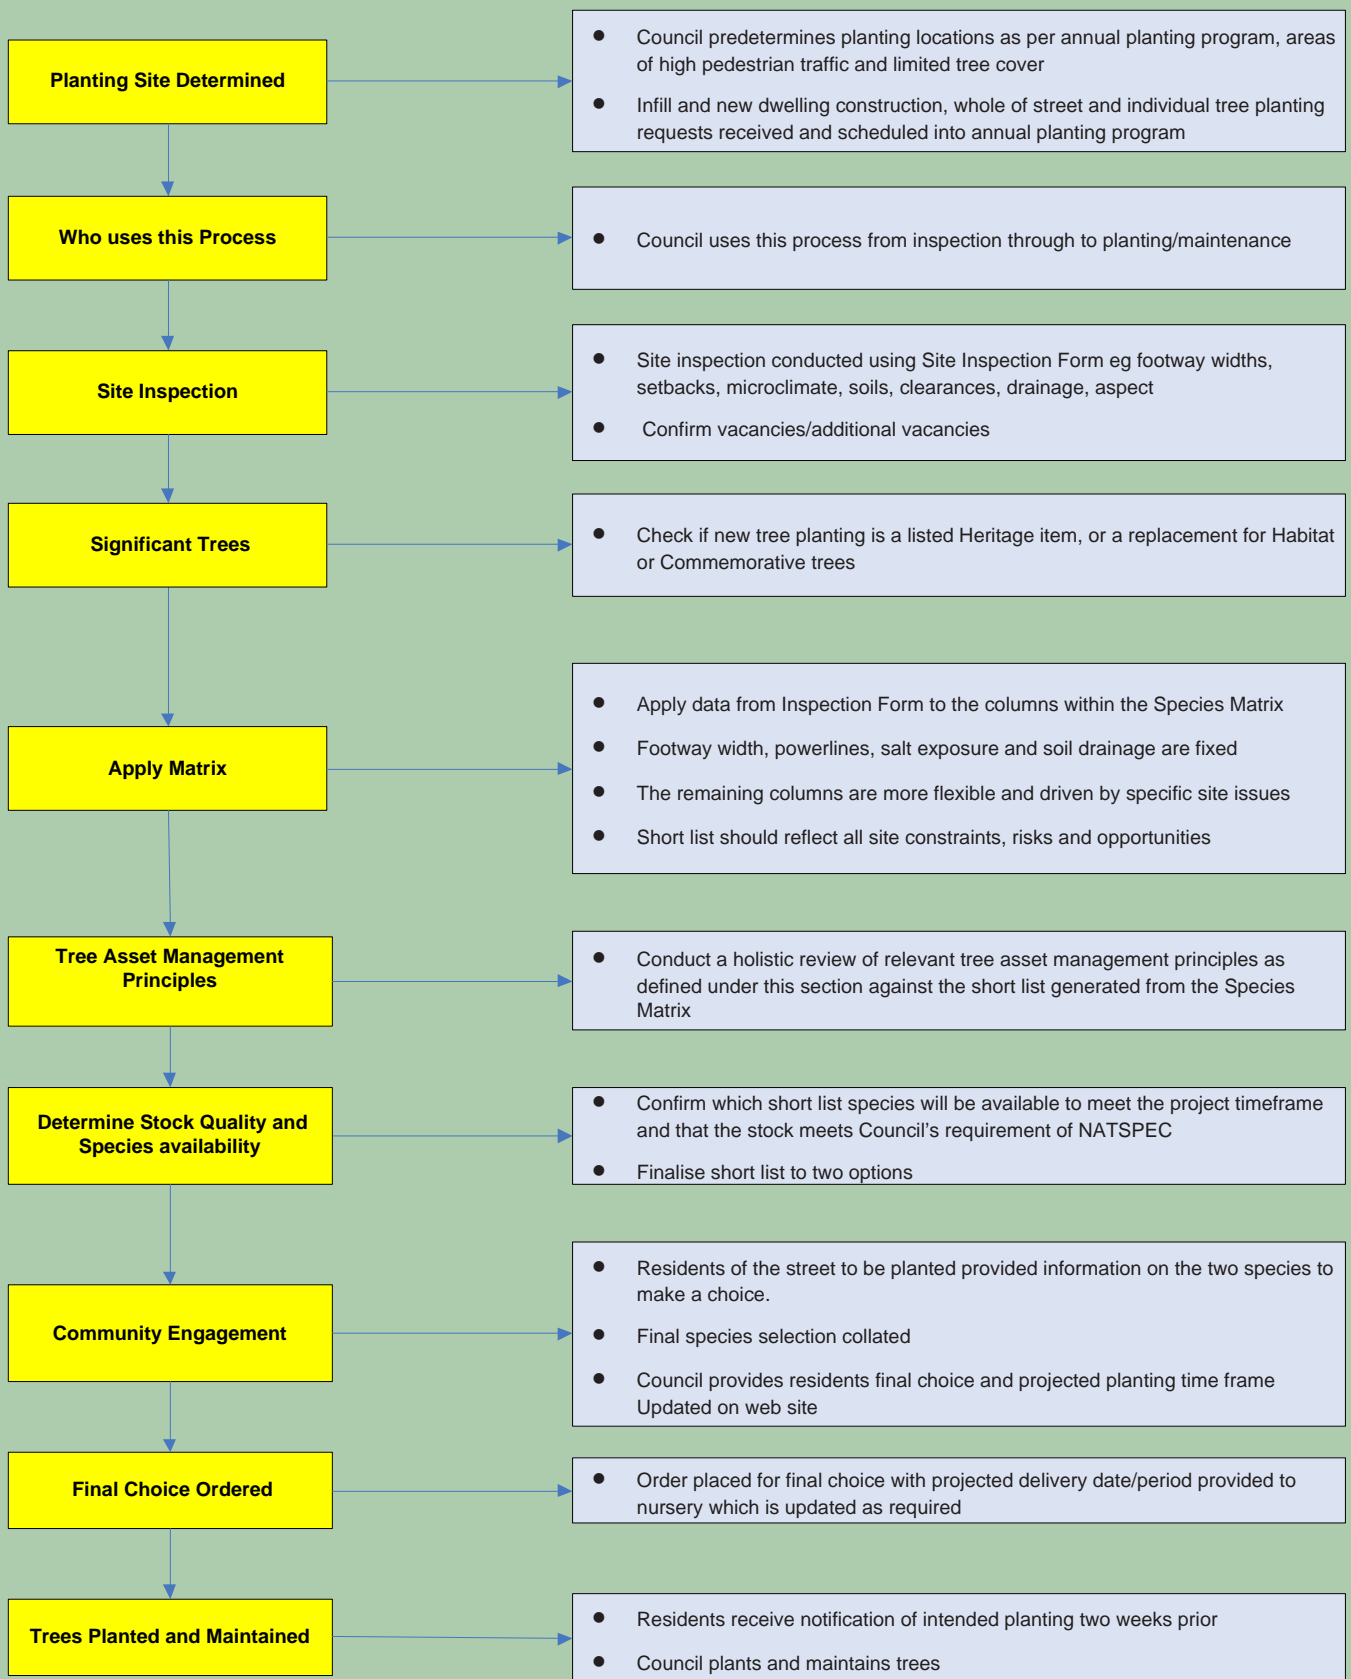 Planting Site Determined
● Council predetermines planting locations as per annual planting program, areas
of high pedestrian traffic and limited tree cover
● Infill and new dwelling construction, whole of street and individual tree planting
requests received and scheduled into annual planting program
Who uses this Process
● Council uses this process from inspection through to planting/maintenance
Site Inspection
● Site inspection conducted using Site Inspection Form eg footway widths,
setbacks, microclimate, soils, clearances, drainage, aspect
● Confirm vacancies/additional vacancies
Significant Trees
● Check if new tree planting is a listed Heritage item, or a replacement for Habitat
or Commemorative trees
Apply Matrix
● Apply data from Inspection Form to the columns within the Species Matrix
● Footway width, powerlines, salt exposure and soil drainage are fixed
● The remaining columns are more flexible and driven by specific site issues
● Short list should reflect all site constraints, risks and opportunities
Tree Asset Management
Principles
● Conduct a holistic review of relevant tree asset management principles as
defined under this section against the short list generated from the Species
Matrix
Determine Stock Quality and
Species availability
● Confirm which short list species will be available to meet the project timeframe
and that the stock meets Council's requirement of NATSPEC
● Finalise short list to two options
Community Engagement
● Residents of the street to be planted provided information on the two species to
make a choice.
● Final species selection collated
● Council provides residents final choice and projected planting time frame
Updated on web site
Final Choice Ordered
● Order placed for final choice with projected delivery date/period provided to
nursery which is updated as required
Trees Planted and Maintained
● Residents receive notification of intended planting two weeks prior
● Council plants and maintains trees